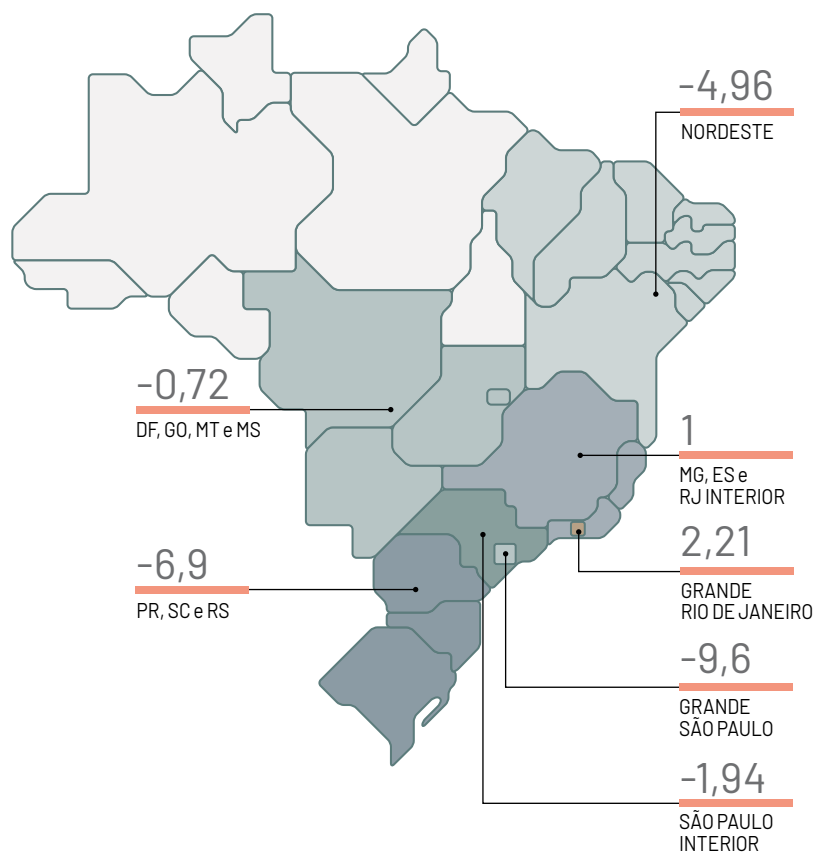 -4,96
NORDESTE
-0,72
DF, GO, MT e MS
1
MG, ES e
RJ INTERIOR
2,21
GRANDE
RIO DE JANEIRO
-6,9
PR, SC e RS
-9,6
GRANDE
SÃO PAULO
-1,94
SÃO PAULO
INTERIOR